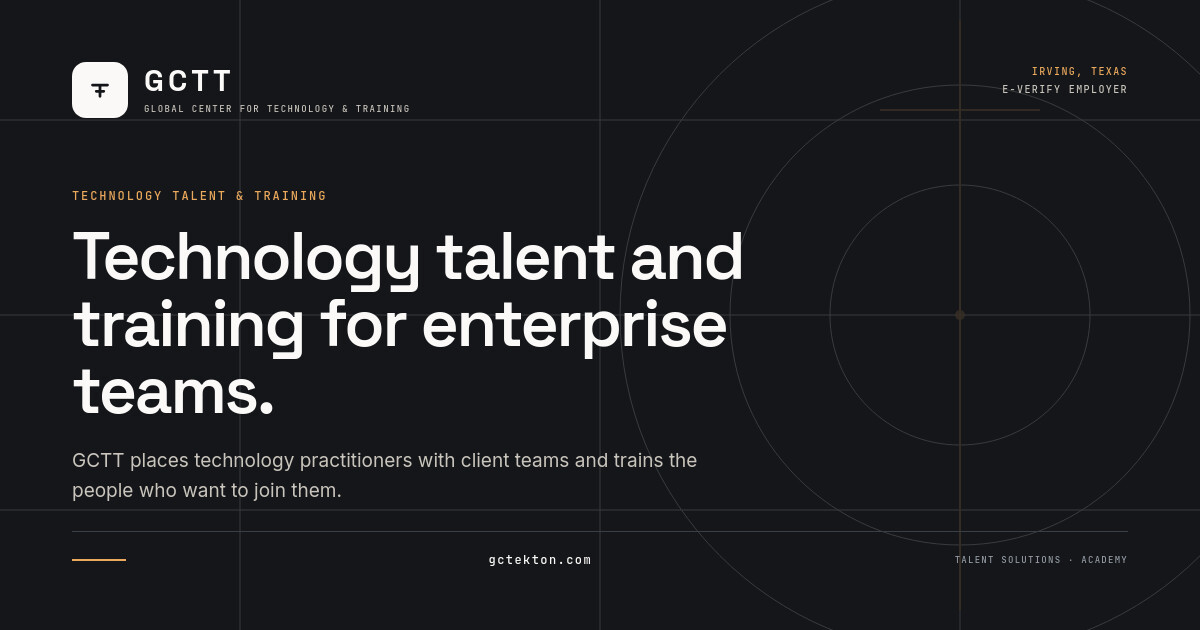 GCTT
GLOBAL CENTER FOR TECHNOLOGY & TRAINING
IRVING, TEXAS
E-VERIFY EMPLOYER
TECHNOLOGY TALENT & TRAINING
Technology talent and
training for enterprise
teams.
GCTT places technology practitioners with client teams and trains the
people who want to join them.
gctekton.com
TALENT SOLUTIONS · ACADEMY